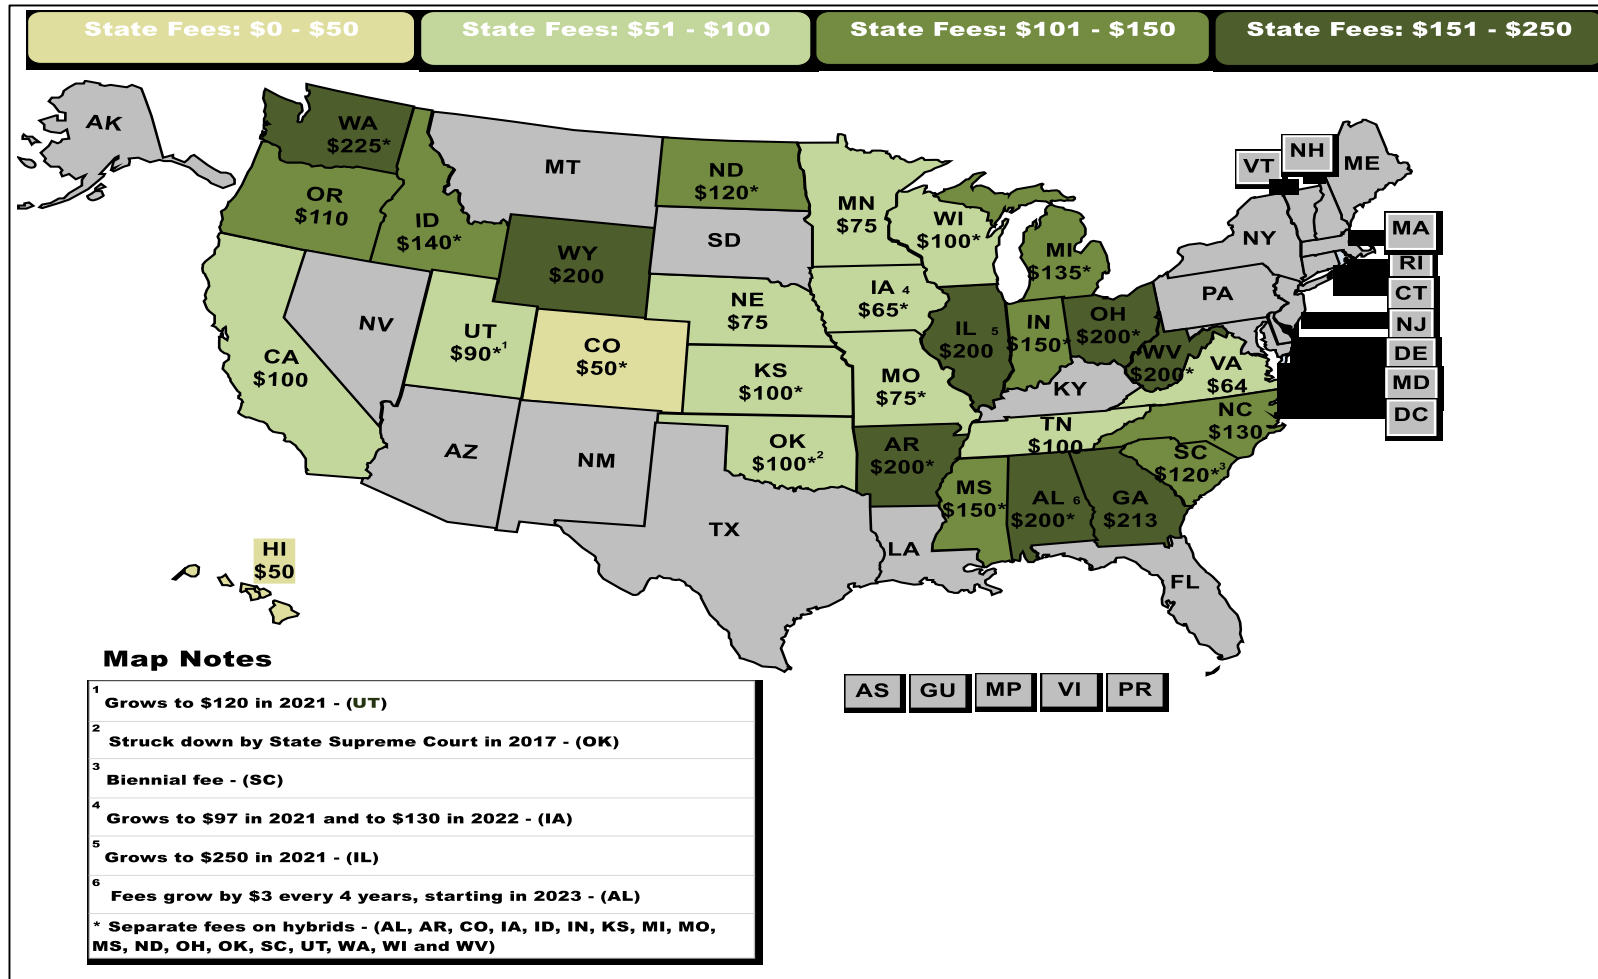 State Fees: $0 - $50
State Fees: $51 - $100
State Fees: $101 - $150
State Fees: $151 - $250
AK
WA
$225*
OR
$110
ID
$140*
MT
ND
$120*
MN
$75
WI
$100*
MI
$135*
VT
NH
ME
NY
MA
RI
CT
NJ
DE
MD
DC
PA
WY
$200
SD
NE
$75
IA 4
$65*
IL 5
$200
IN
$150*
OH
$200*
WV
$200*
VA
$64
NV
UT
$90*1
CO
$50*
CA
$100
KS
$100*
MO
$75*
KY
NC
$130
TN
$100
SC
$120*3
AZ
NM
OK
$100*2
AR
$200*
MS
$150*
AL 6
$200*
GA
$213
TX
LA
FL
HI
$50
AS
GU
MP
VI
PR
Map Notes
1 Grows to $120 in 2021 - (UT)
2 Struck down by State Supreme Court in 2017 - (OK)
3 Biennial fee - (SC)
4 Grows to $97 in 2021 and to $130 in 2022 - (IA)
5 Grows to $250 in 2021 - (IL)
6 Fees grow by $3 every 4 years, starting in 2023 - (AL)
* Separate fees on hybrids - (AL, AR, CO, IA, ID, IN, KS, MI, MO,
MS, ND, OH, OK, SC, UT, WA, WI and WV)